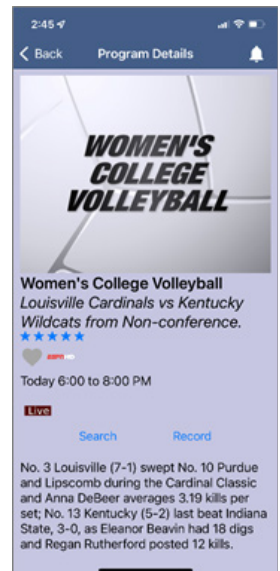 2:45
Back Program Details
WOMEN'S
COLLEGE
VOLLEYBALL
Women's College Volleyball
Louisville Cardinals vs Kentucky
Wildcats from Non-conference.
ESPN HD
Today 6:00 to 8:00 PM
Live
Search Record
No. 3 Louisville (7-1) swept No. 10 Purdue
and Lipscomb during the Cardinal Classic
and Anna DeBeer averages 3.19 kills per
set; No. 13 Kentucky (5-2) last beat Indiana
State, 3-0, as Eleanor Beavin had 18 digs
and Regan Rutherford posted 12 kills.